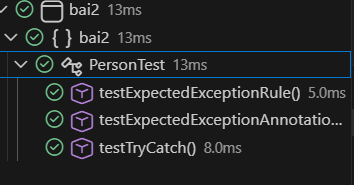 bai2 13ms
{ } bai2 13ms
PersonTest 13ms
testExpectedExceptionRule() 5.0ms
testExpectedExceptionAnnotatio...
testTryCatch() 8.0ms